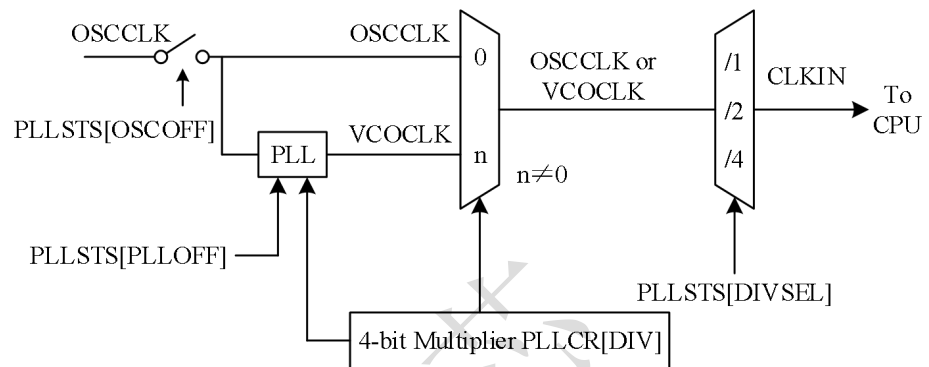 OSCCLK
OSCCLK
0
OSCCLK or
VCOCLK
/1
/2
/4
CLKIN
To
CPU
PLLSTS[OSCOFF]
PLL
VCOCLK
n
n≠0
PLLSTS[PLLOFF]
PLLSTS[DIVSEL]
4-bit Multiplier PLLCR[DIV]